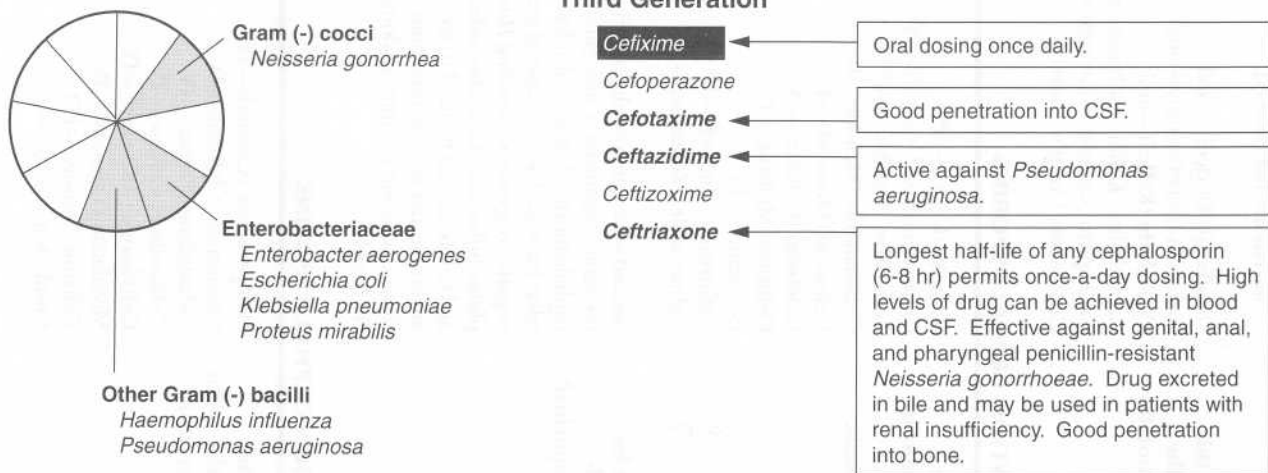 Third Generation
Gram (-) cocci
Neisseria gonorrhea
Enterobacteriaceae
Enterobacter aerogenes
Escherichia coli
Klebsiella pneumoniae
Proteus mirabilis
Other Gram (-) bacilli
Haemophilus influenza
Pseudomonas aeruginosa
Cefixime
Oral dosing once daily.
Cefoperazone
Cefotaxime
Good penetration into CSF.
Ceftazidime
Active against Pseudomonas
aeruginosa.
Ceftizoxime
Ceftriaxone
Longest half-life of any cephalosporin
(6-8 hr) permits once-a-day dosing. High
levels of drug can be achieved in blood
and CSF. Effective against genital, anal,
and pharyngeal penicillin-resistant
Neisseria gonorrhoeae. Drug excreted
in bile and may be used in patients with
renal insufficiency. Good penetration
into bone.